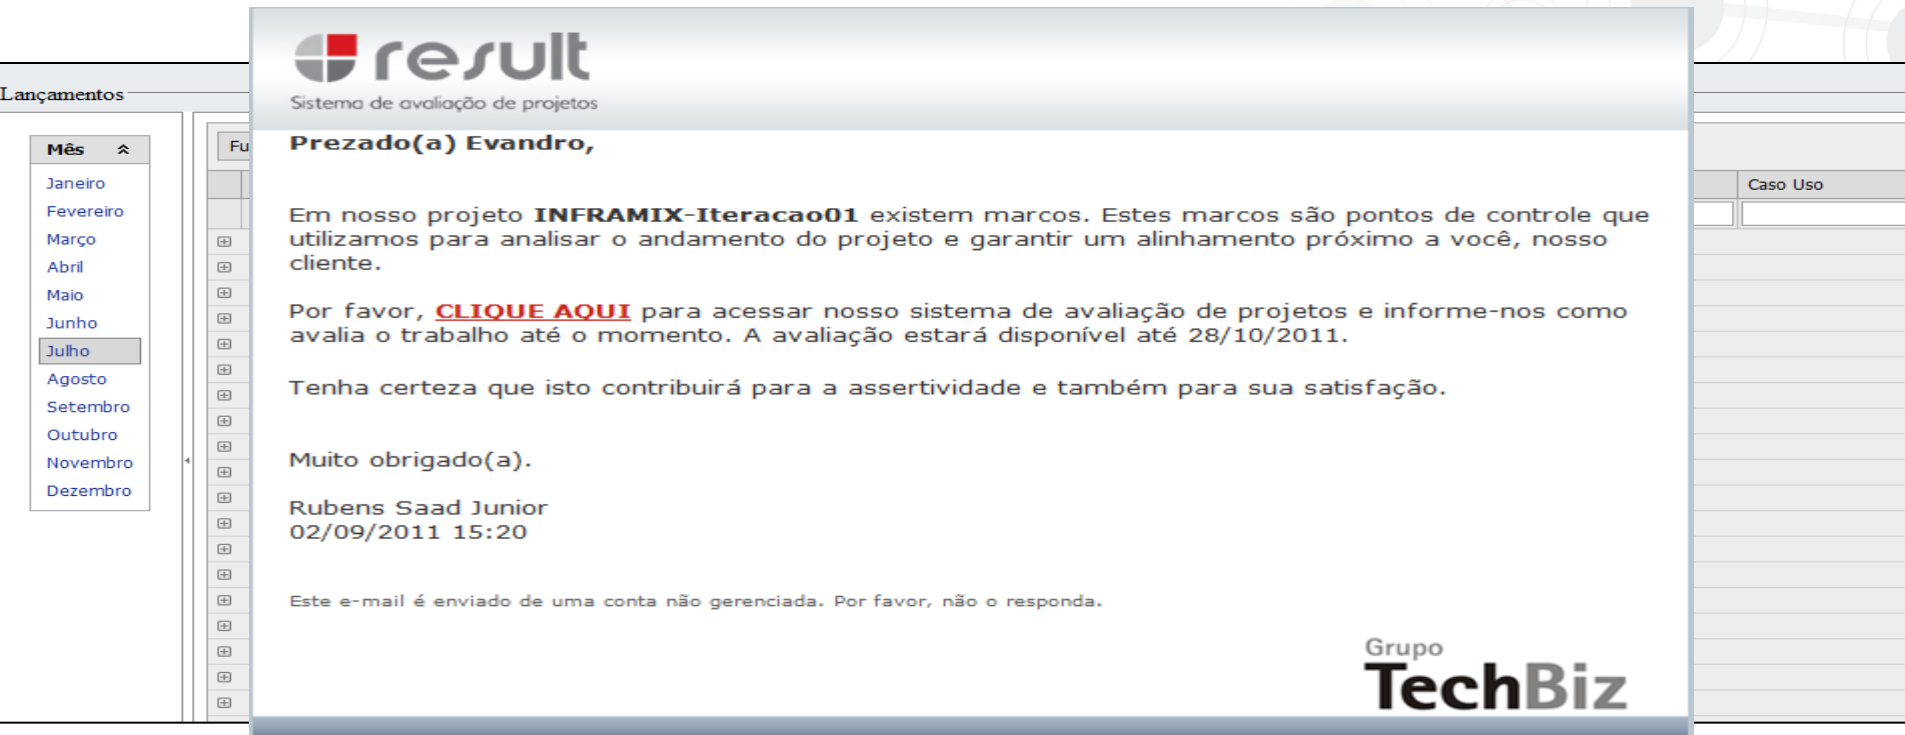 Lançamentos
Mês
Janeiro
Fevereiro
Março
Abril
Maio
Junho
Julho
Agosto
Setembro
Outubro
Novembro
Dezembro
result
Sistema de avaliação de projetos
Prezado(a) Evandro,
Em nosso projeto INFRAMIX-Iteracao01 existem marcos. Estes marcos são pontos de controle que
utilizamos para analisar o andamento do projeto e garantir um alinhamento próximo a você, nosso
cliente.
Por favor, CLIQUE AQUI para acessar nosso sistema de avaliação de projetos e informe-nos como
avalia o trabalho até o momento. A avaliação estará disponível até 28/10/2011.
Tenha certeza que isto contribuirá para a assertividade e também para sua satisfação.
Muito obrigado(a).
Rubens Saad Junior
02/09/2011 15:20
Este e-mail é enviado de uma conta não gerenciada. Por favor, não o responda.
Grupo
TechBiz
Caso Uso